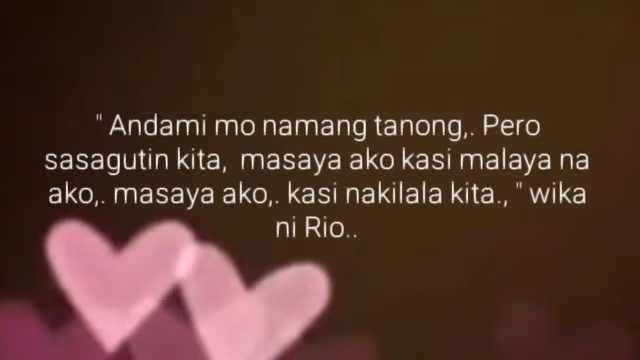 " Andami mo namang tanong,. Pero
sasagutin kita,  masaya ako kasi malaya na
ako,. masaya ako,. kasi nakilala kita., " wika
ni Rio..